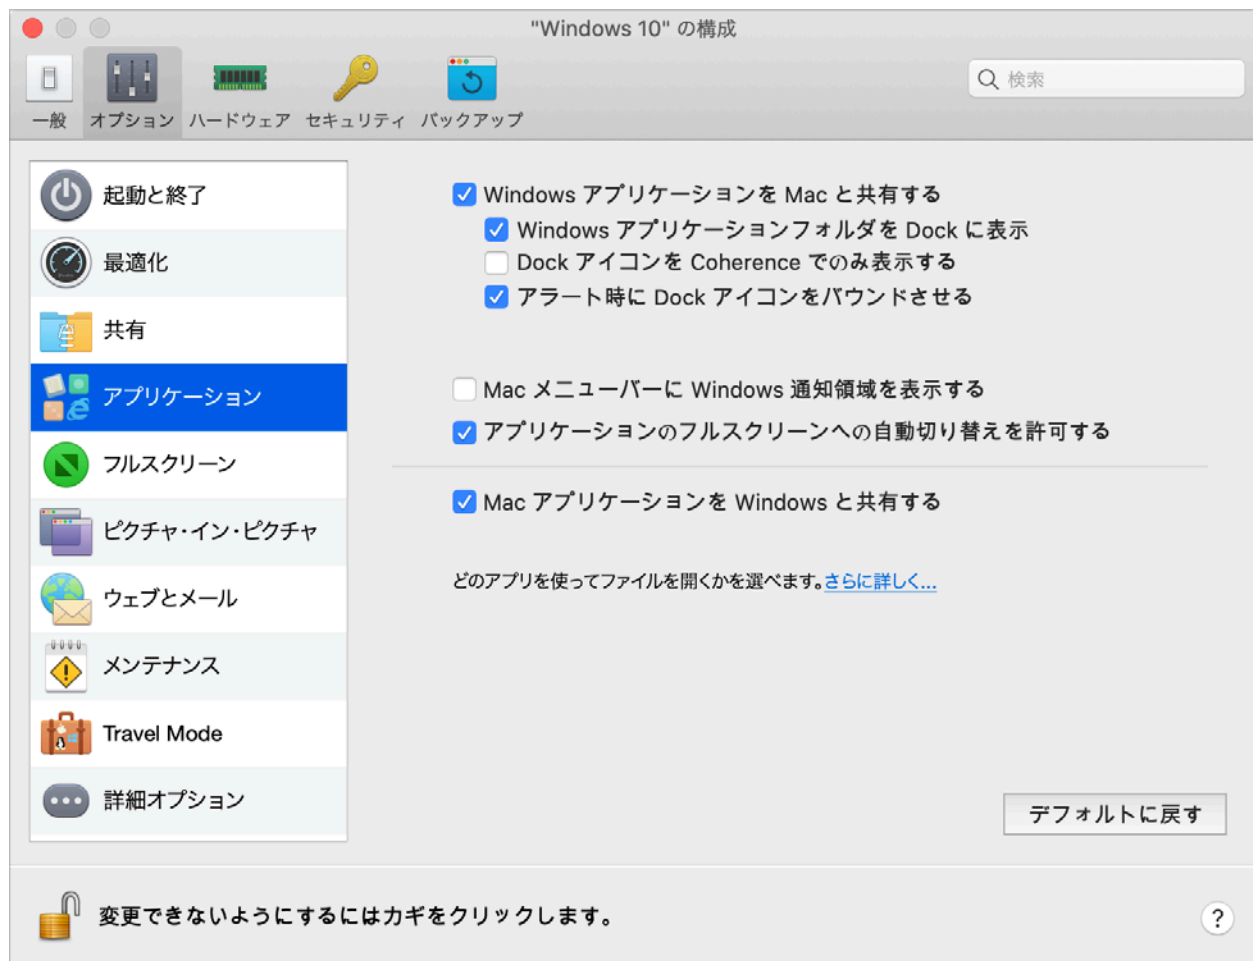 "Windows 10" の構成
一般
オプション
ハードウェア
セキュリティ
バックアップ
検索
起動と終了
最適化
共有
アプリケーション
フルスクリーン
ピクチャ・イン・ピクチャ
ウェブとメール
メンテナンス
Travel Mode
詳細オプション
Windows アプリケーションを Mac と共有する
Windows アプリケーションフォルダを Dock に表示
Dock アイコンを Coherence でのみ表示する
アラート時に Dock アイコンをバウンドさせる
Mac メニューバーに Windows 通知領域を表示する
アプリケーションのフルスクリーンへの自動切り替えを許可する
Mac アプリケーションを Windows と共有する
どのアプリを使ってファイルを開くかを選べます。さらに詳しく...
デフォルトに戻す
変更できないようにするにはカギをクリックします。
?